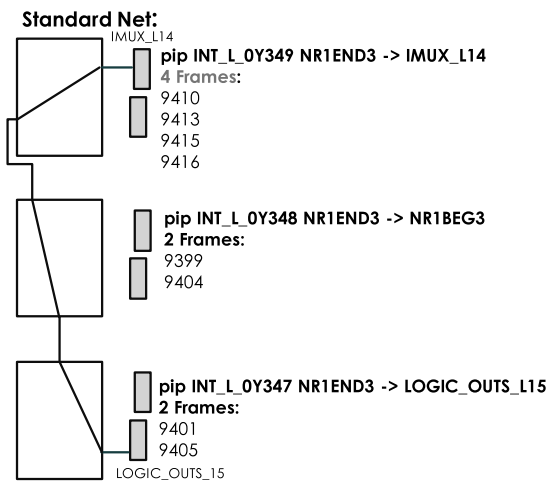 Standard Net:
IMUX_L14
pip INT_L_0Y349 NR1END3 -> IMUX_L14
4 Frames:
9410
9413
9415
9416
pip INT_L_0Y348 NR1END3 -> NR1BEG3
2 Frames:
9399
9404
pip INT_L_0Y347 NR1END3 -> LOGIC_OUTS_L15
2 Frames:
9401
9405
LOGIC_OUTS_15